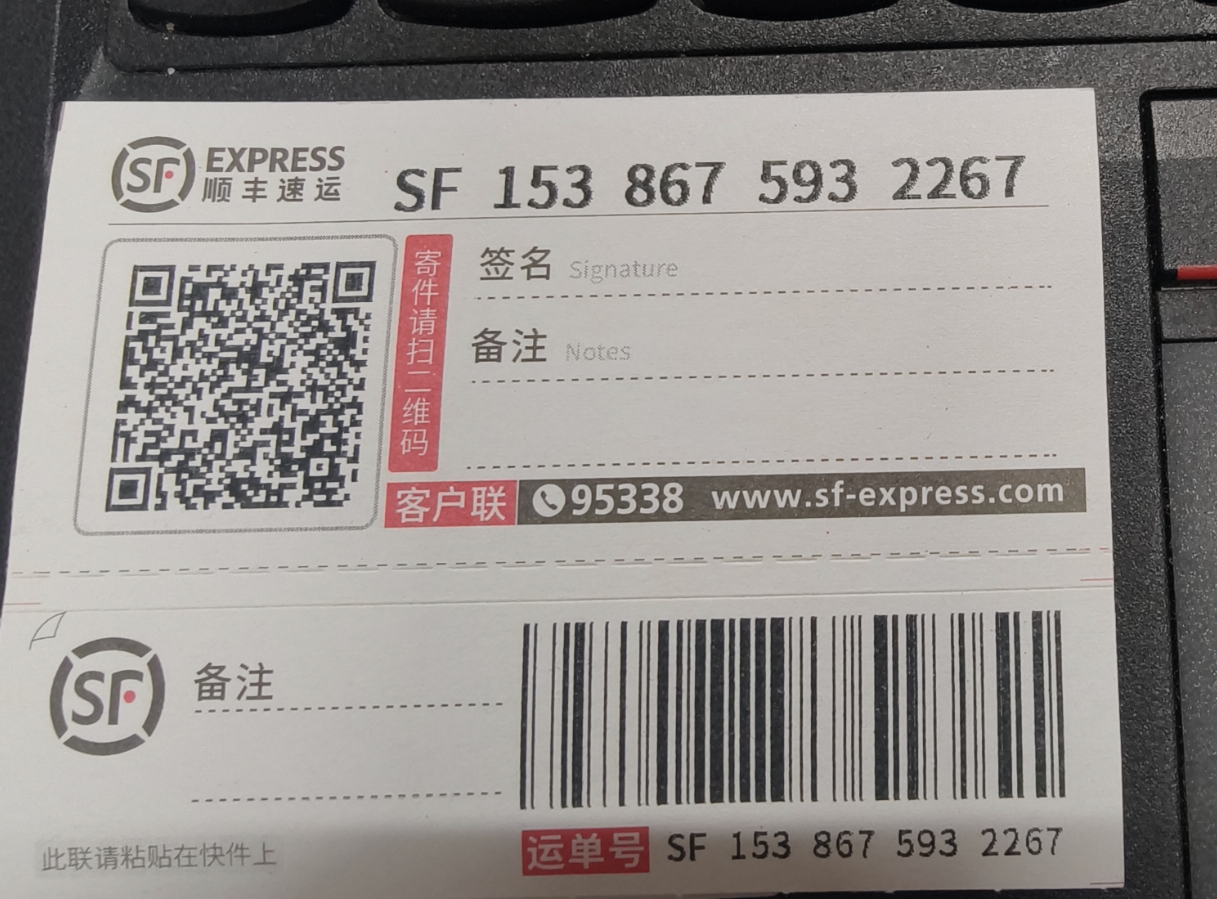 SF EXPRESS
顺丰速运
SF 153 867 593 2267
寄件请扫二维码
签名 Signature
备注 Notes
客户联 95338 www.sf-express.com
SF
备注
此联请粘贴在快件上
运单号 SF 153 867 593 2267